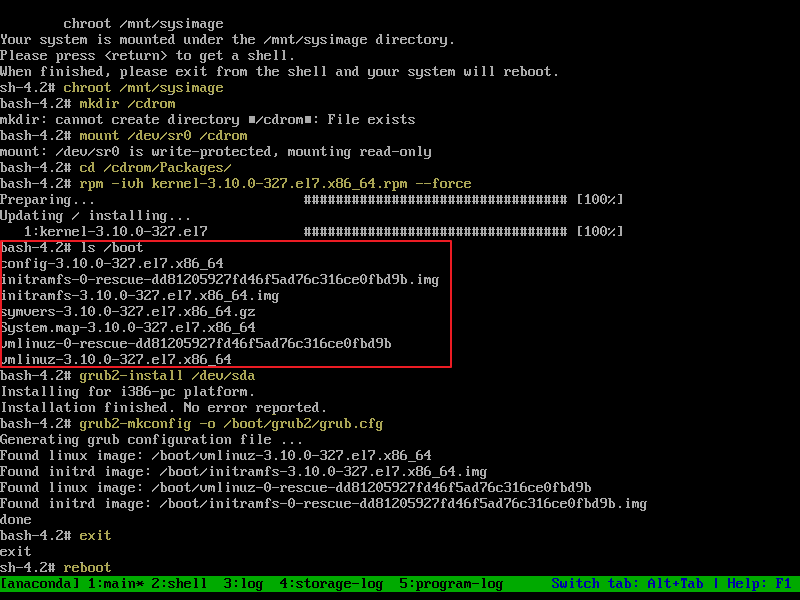 chroot /mnt/sysimage
Your system is mounted under the /mnt/sysimage directory.
Please press <return> to get a shell.
When finished, please exit from the shell and your system will reboot.
sh-4.2# chroot /mnt/sysimage
bash-4.2# mkdir /cdrom
mkdir: cannot create directory ■/cdrom■: File exists
bash-4.2# mount /dev/sr0 /cdrom
mount: /dev/sr0 is write-protected, mounting read-only
bash-4.2# cd /cdrom/Packages/
bash-4.2# rpm -ivh kernel-3.10.0-327.el7.x86_64.rpm --force
Preparing... ################################# [100%]
Updating / installing...
1:kernel-3.10.0-327.el7 ################################# [100%]
bash-4.2# ls /boot
config-3.10.0-327.el7.x86_64
initramfs-0-rescue-dd81205927fd46f5ad76c316ce0fbd9b.img
initramfs-3.10.0-327.el7.x86_64.img
symvers-3.10.0-327.el7.x86_64.gz
System.map-3.10.0-327.el7.x86_64
vmlinuz-0-rescue-dd81205927fd46f5ad76c316ce0fbd9b
vmlinuz-3.10.0-327.el7.x86_64
bash-4.2# grub2-install /dev/sda
Installing for i386-pc platform.
Installation finished. No error reported.
bash-4.2# grub2-mkconfig -o /boot/grub2/grub.cfg
Generating grub configuration file ...
Found linux image: /boot/vmlinuz-3.10.0-327.el7.x86_64
Found initrd image: /boot/initramfs-3.10.0-327.el7.x86_64.img
Found linux image: /boot/vmlinuz-0-rescue-dd81205927fd46f5ad76c316ce0fbd9b
Found initrd image: /boot/initramfs-0-rescue-dd81205927fd46f5ad76c316ce0fbd9b.img
done
bash-4.2# exit
exit
sh-4.2# reboot
[anaconda] 1:main* 2:shell 3:log 4:storage-log 5:program-log Switch tab: Alt+Tab | Help: F1